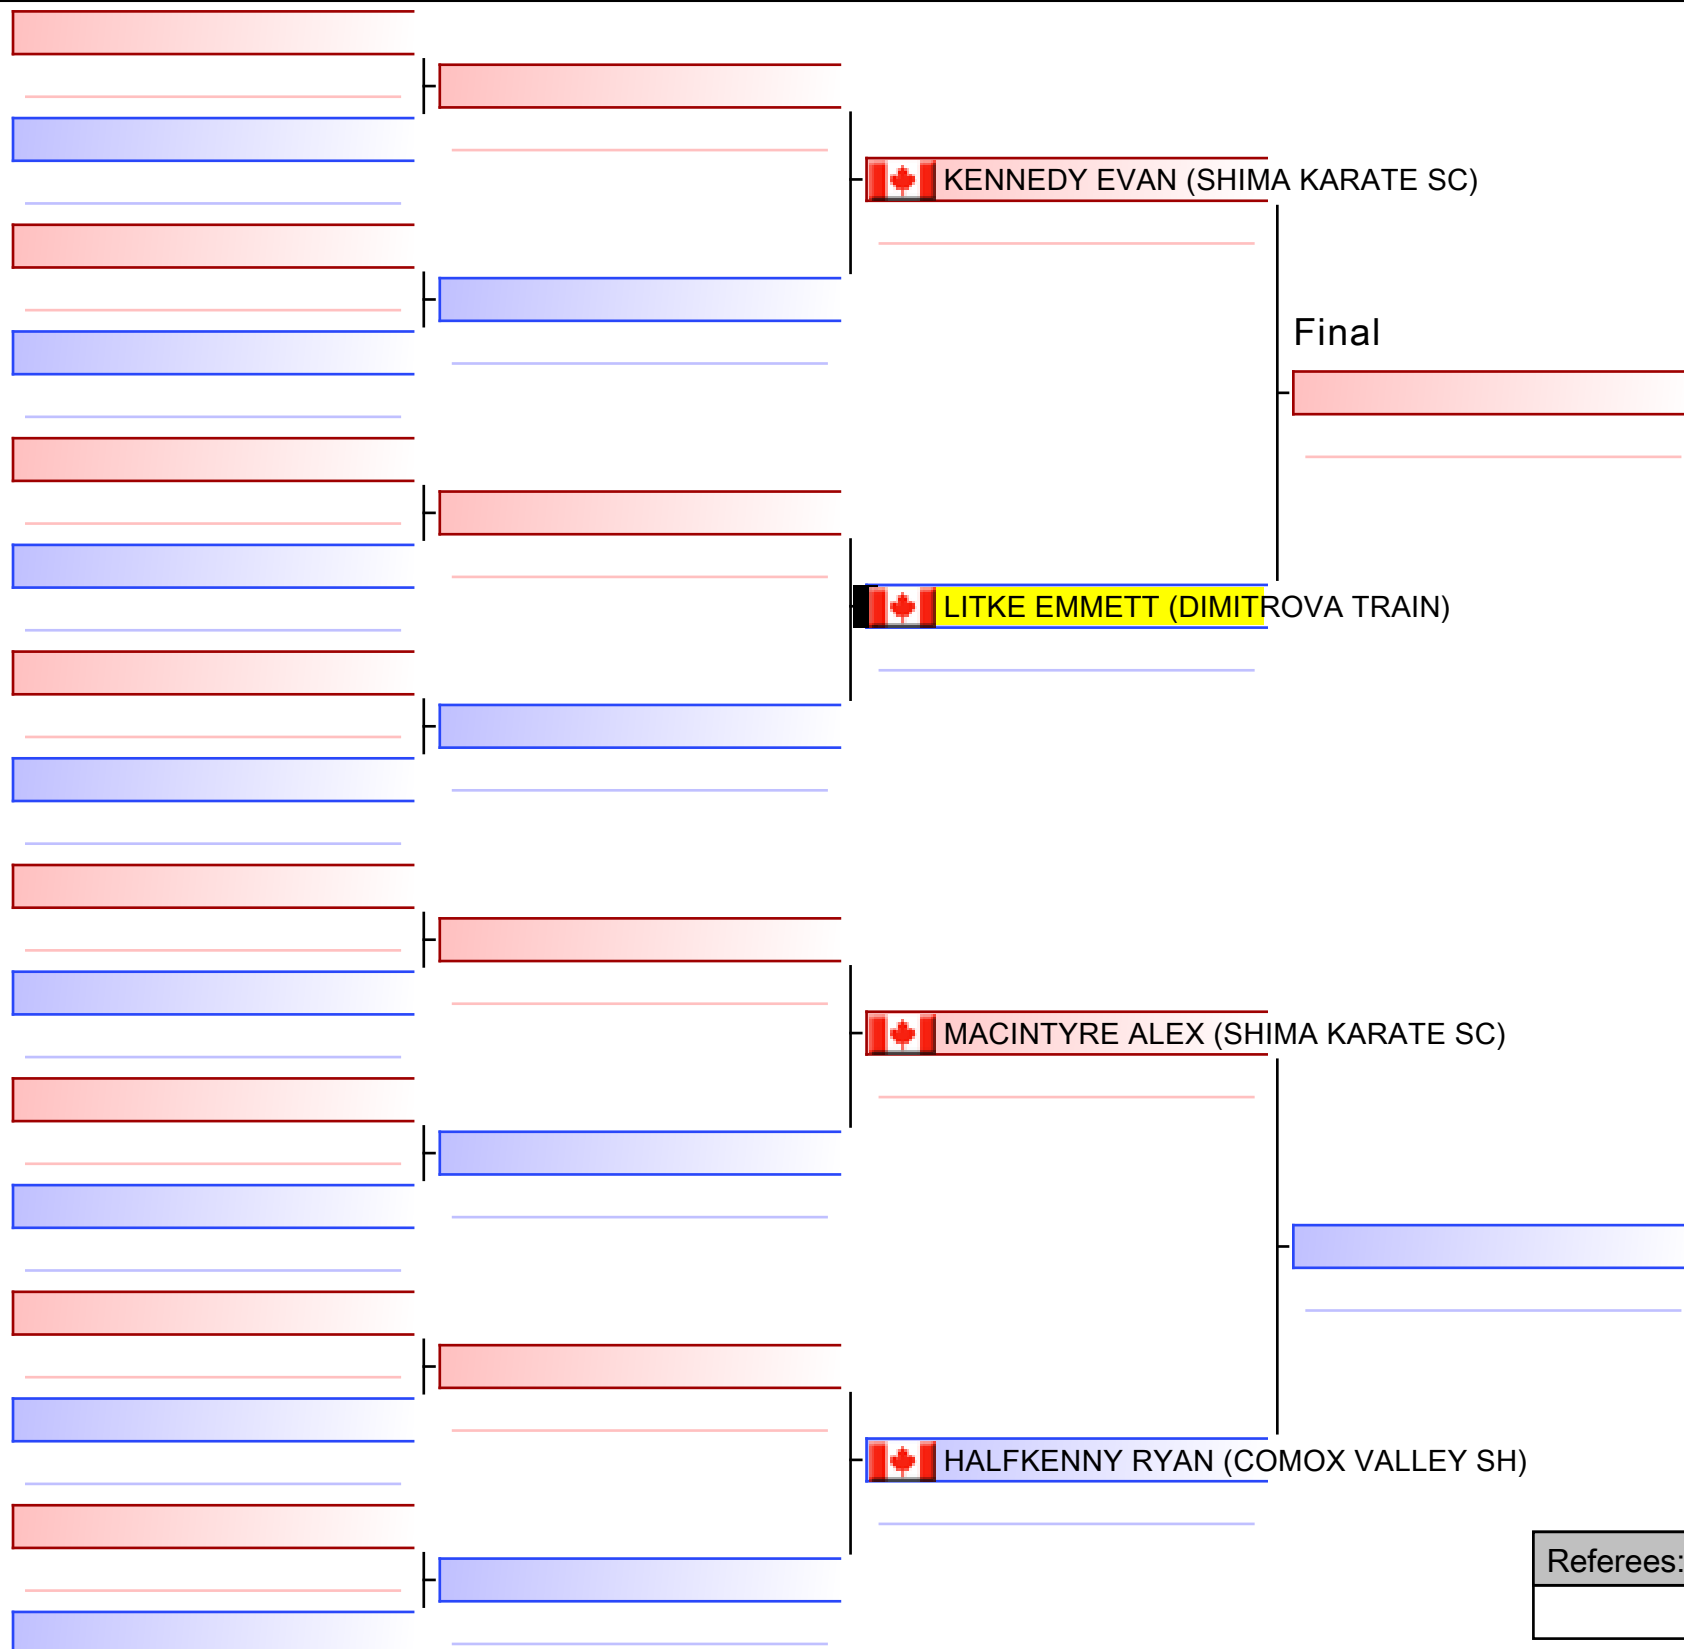 KENNEDY EVAN (SHIMA KARATE SC)
Final
LITKE EMMETT (DIMITROVA TRAIN)
MACINTYRE ALEX (SHIMA KARATE SC)
HALFKENNY RYAN (COMOX VALLEY SH)
Referees: